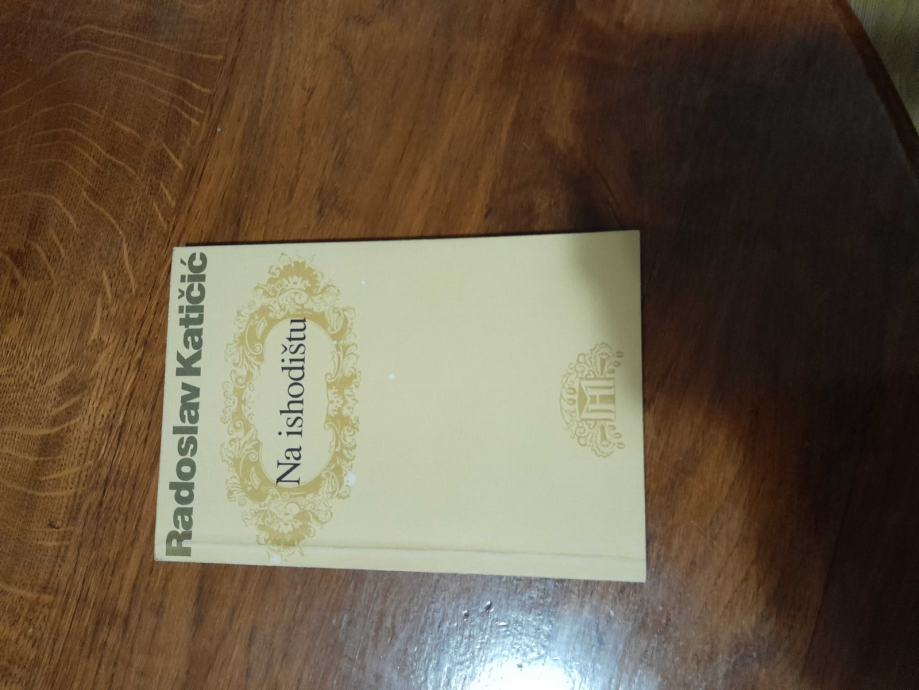 Radoslav Katičić
Na ishodištu